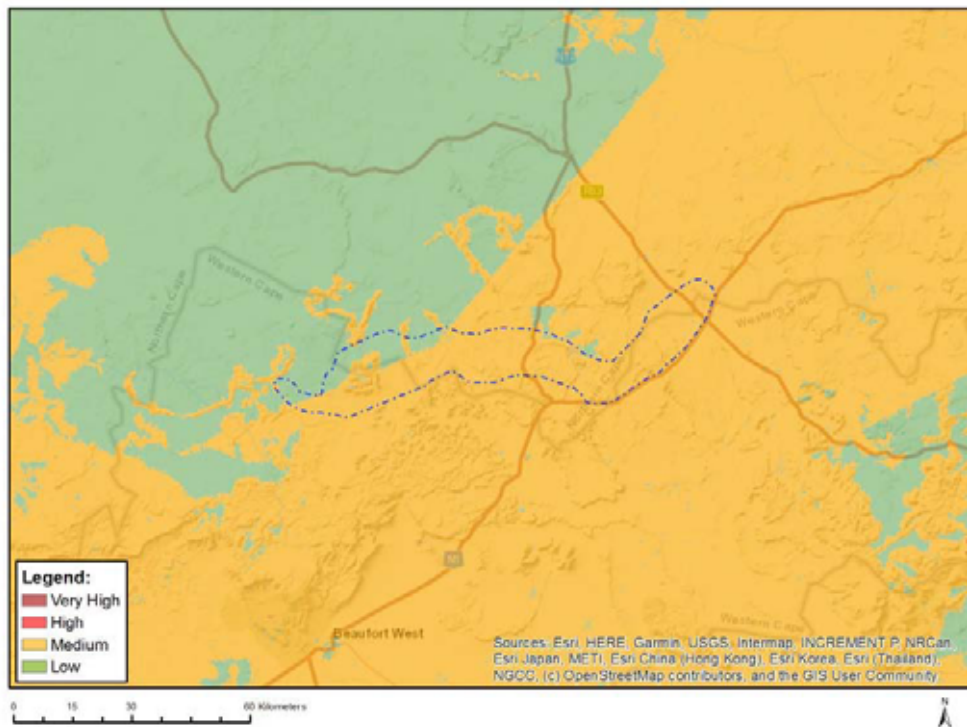 R63
Western Cape
Northern Cape
Western Cape
N1
Beaufort West
Western Cape
Legend:
Very High
High
Medium
Low
Sources: Esri, HERE, Garmin, USGS, Intermap, INCREMENT P, NRCan,
Esri Japan, METI, Esri China (Hong Kong), Esri Korea, Esri (Thailand),
NGCC, (c) OpenStreetMap contributors, and the GIS User Community
0 15 30 60 Kilometers
N